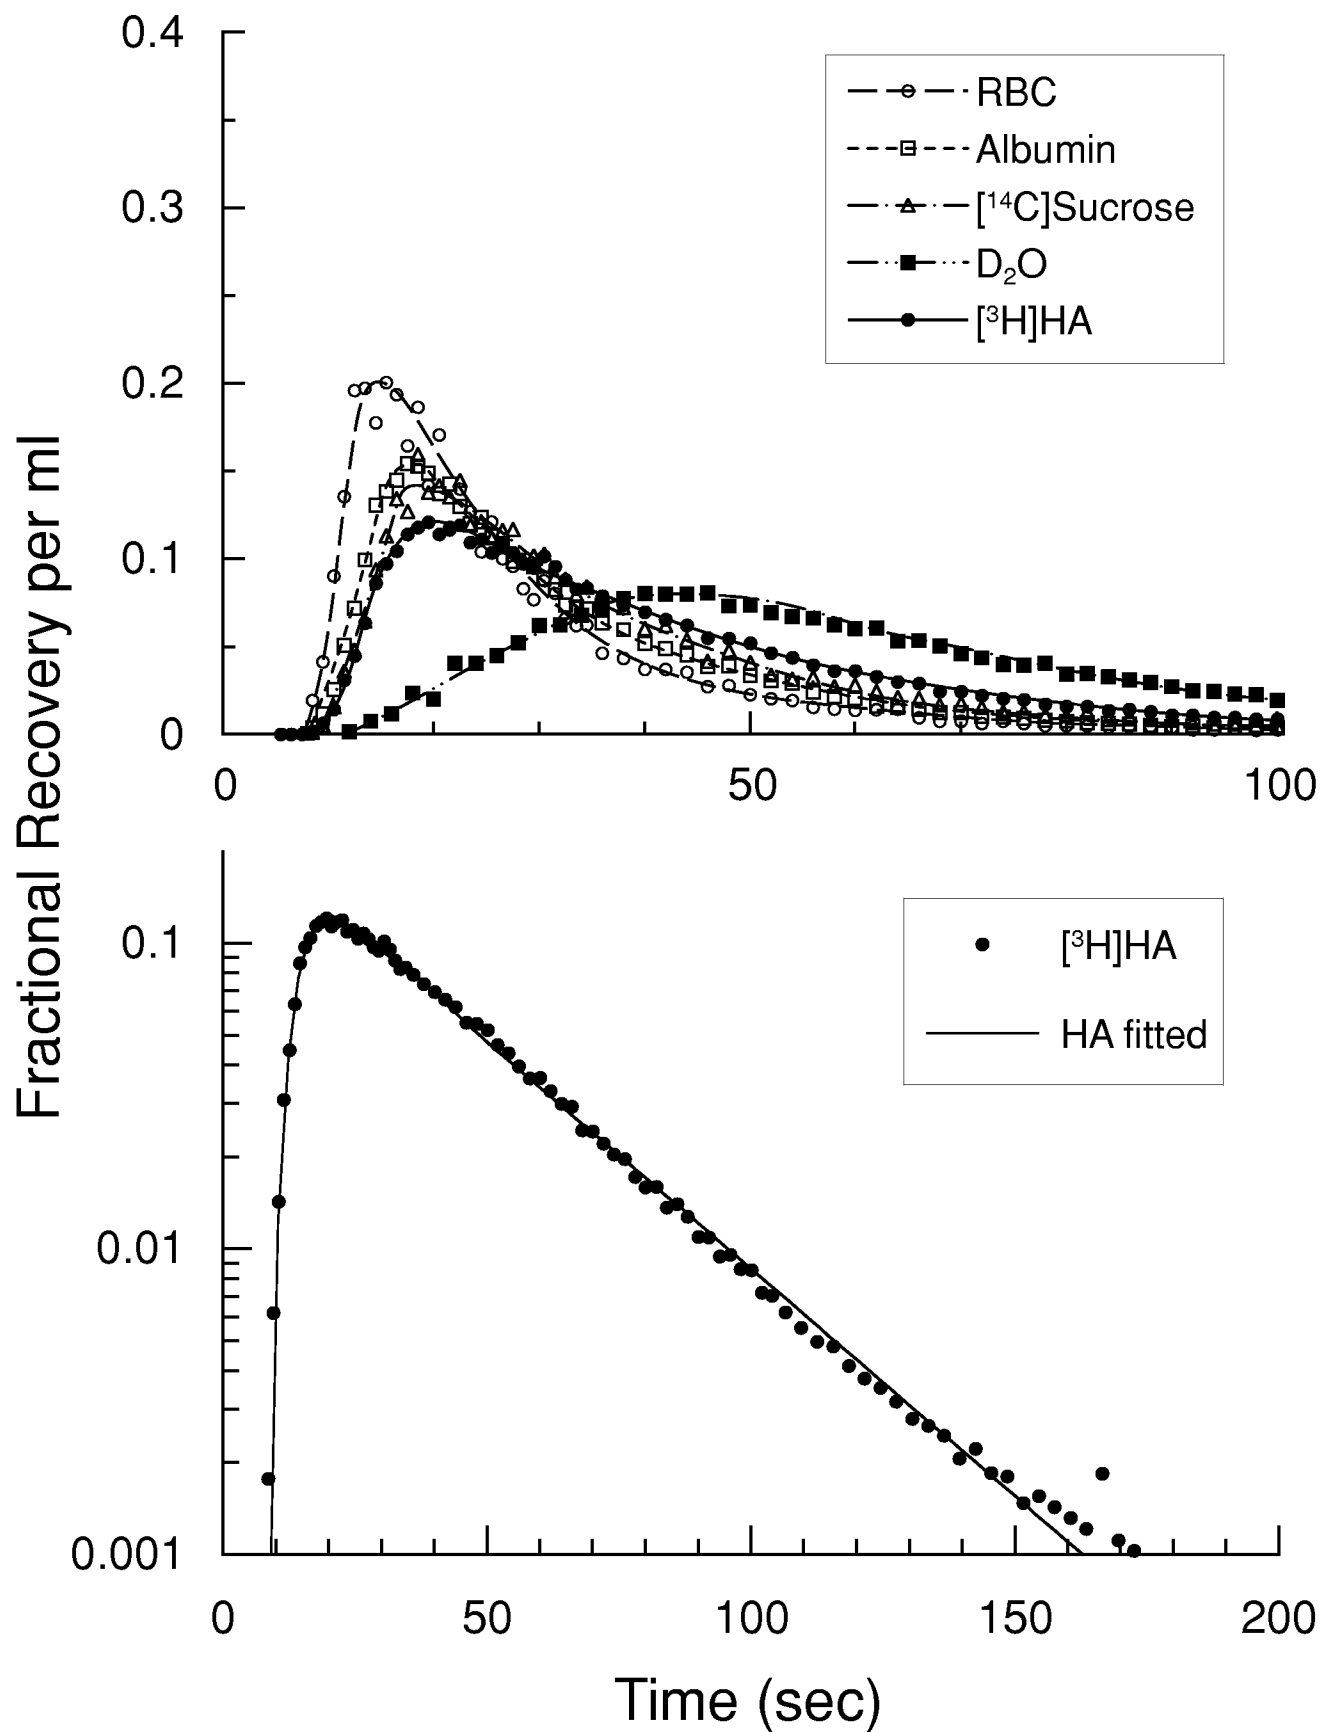 Fractional Recovery per ml
0.4
0.3
0.2
0.1
0
0
50
100
RBC
Albumin
[¹⁴C]Sucrose
D₂O
[³H]HA
0.1
0.01
0.001
0
50
100
150
200
[³H]HA
HA fitted
Time (sec)